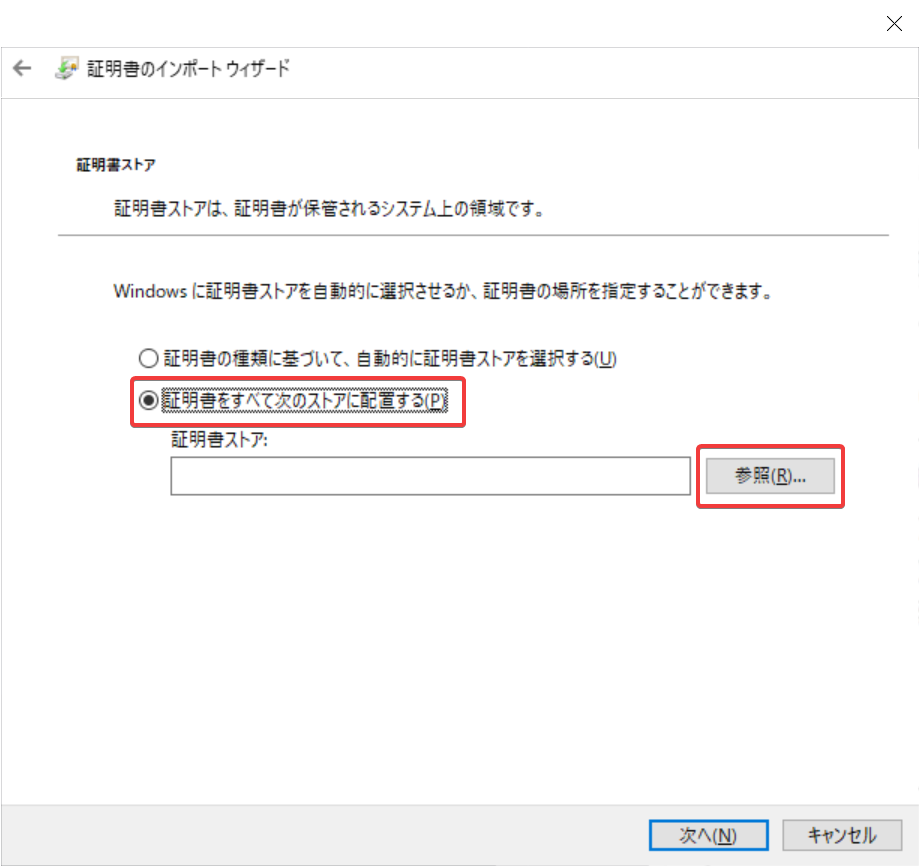 証明書のインポート ウィザード
証明書ストア
証明書ストアは、証明書が保管されるシステム上の領域です。
Windows に証明書ストアを自動的に選択させるか、証明書の場所を指定することができます。
証明書の種類に基づいて、自動的に証明書ストアを選択する(U)
証明書をすべて次のストアに配置する(P)
証明書ストア:
参照(R)...
次へ(N)
キャンセル